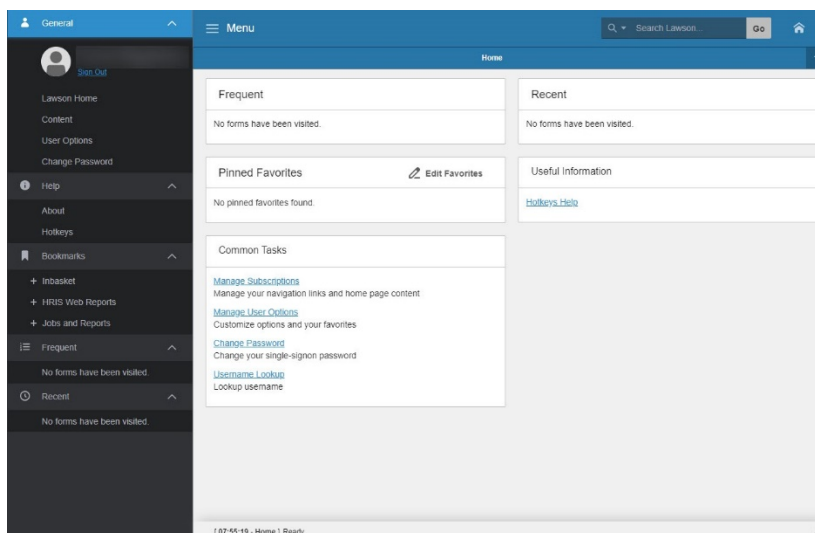 General
Sign Out
Lawson Home
Content
User Options
Change Password
Help
About
Hotkeys
Bookmarks
+ Inbasket
+ HRIS Web Reports
+ Jobs and Reports
Frequent
No forms have been visited.
Recent
No forms have been visited.
Menu
Search Lawson...
Go
Home
Frequent
No forms have been visited.
Recent
No forms have been visited.
Pinned Favorites
Edit Favorites
No pinned favorites found.
Useful Information
Hotkeys Help
Common Tasks
Manage Subscriptions
Manage your navigation links and home page content
Manage User Options
Customize options and your favorites
Change Password
Change your single-signon password
Username Lookup
Lookup username
[ 07:55:19 - Home ] Ready